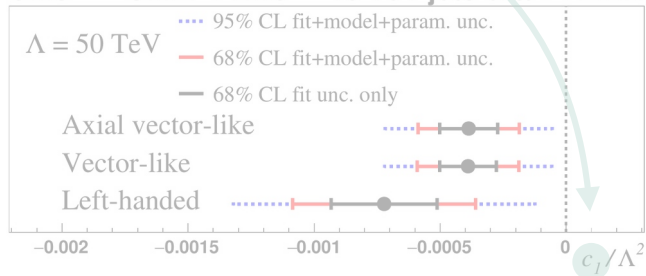 95% CL fit+model+param. unc.
Λ = 50 TeV
68% CL fit+model+param. unc.
68% CL fit unc. only
Axial vector-like
Vector-like
Left-handed
−0.002 −0.0015 −0.001 −0.0005 0
c₁/Λ²